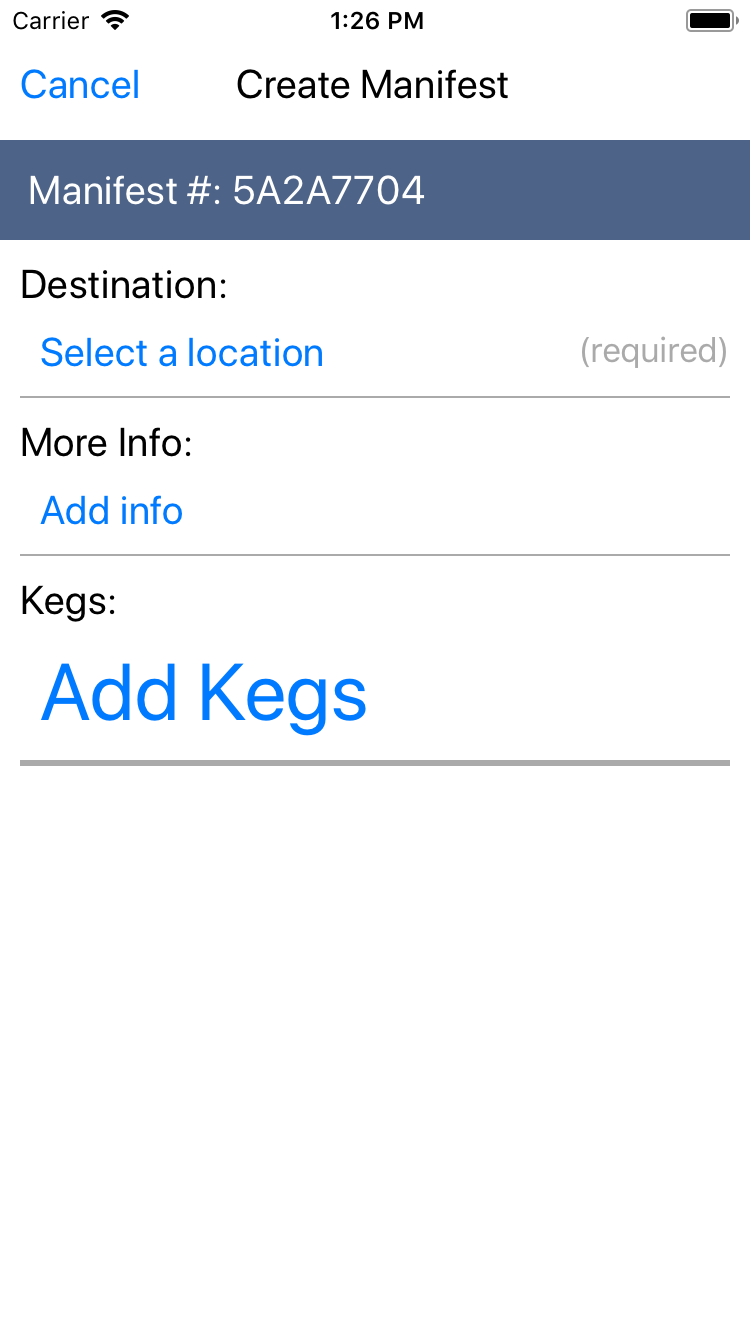 Carrier 1:26 PM
Cancel Create Manifest
Manifest #: 5A2A7704
Destination:
Select a location (required)
More Info:
Add info
Kegs:
Add Kegs